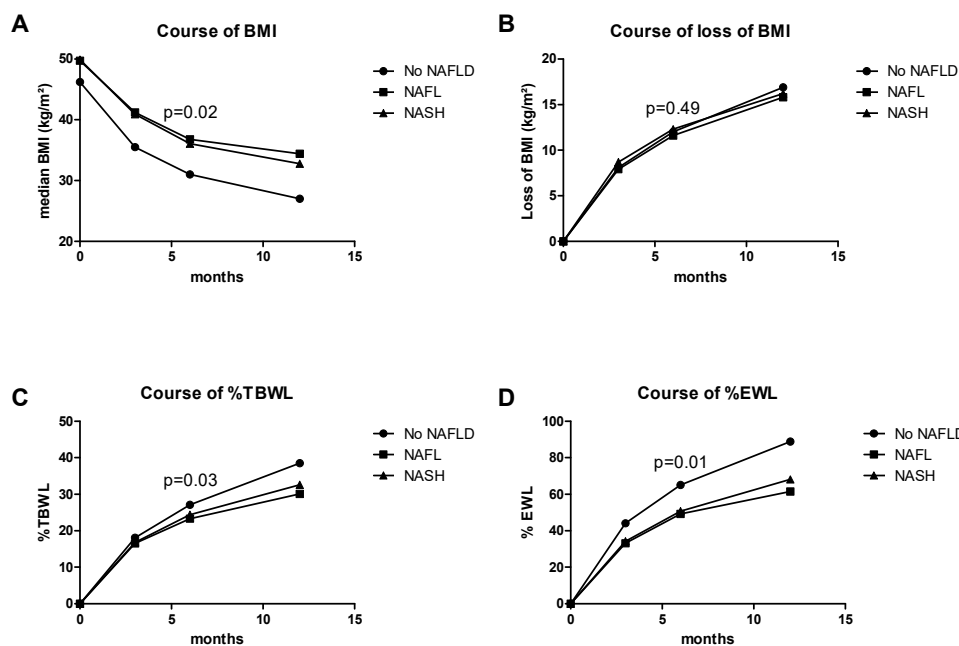 A
Course of BMI
median BMI (kg/m²)
50
40
30
20
p=0.02
0
5
10
15
months
No NAFLD
NAFL
NASH
B
Course of loss of BMI
Loss of BMI (kg/m²)
20
15
10
5
0
p=0.49
0
5
10
15
months
No NAFLD
NAFL
NASH
C
Course of %TBWL
%TBWL
50
40
30
20
10
0
p=0.03
0
5
10
15
months
No NAFLD
NAFL
NASH
D
Course of %EWL
% EWL
100
80
60
40
20
0
p=0.01
0
5
10
15
months
No NAFLD
NAFL
NASH